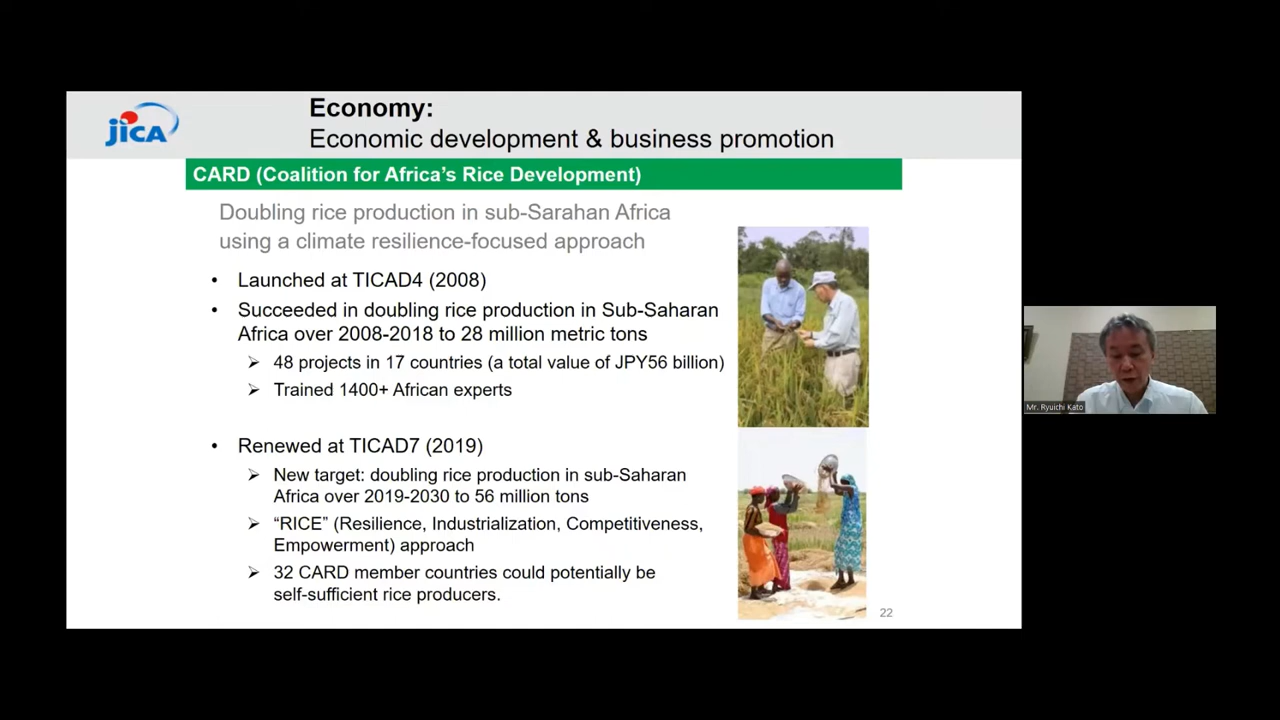 JICA
Economy:
Economic development & business promotion
CARD (Coalition for Africa's Rice Development)
Doubling rice production in sub-Sarahan Africa
using a climate resilience-focused approach
• Launched at TICAD4 (2008)
• Succeeded in doubling rice production in Sub-Saharan
Africa over 2008-2018 to 28 million metric tons
➢ 48 projects in 17 countries (a total value of JPY56 billion)
➢ Trained 1400+ African experts
• Renewed at TICAD7 (2019)
➢ New target: doubling rice production in sub-Saharan
Africa over 2019-2030 to 56 million tons
➢ “RICE” (Resilience, Industrialization, Competitiveness,
Empowerment) approach
➢ 32 CARD member countries could potentially be
self-sufficient rice producers.
22
Mr. Ryuichi Kato